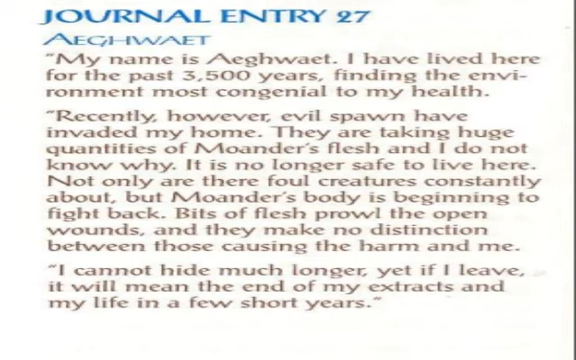 JOURNAL ENTRY 27
AEGHWAET
"My name is Aeghwaet. I have lived here
for the past 3,500 years, finding the envi-
ronment most congenial to my health.
"Recently, however, evil spawn have
invaded my home. They are taking huge
quantities of Moander's flesh and I do not
know why. It is no longer safe to live here.
Not only are there foul creatures constantly
about, but Moander's body is beginning to
fight back. Bits of flesh prowl the open
wounds, and they make no distinction
between those causing the harm and me.
"I cannot hide much longer, yet if I leave,
it will mean the end of my extracts and
my life in a few short years."